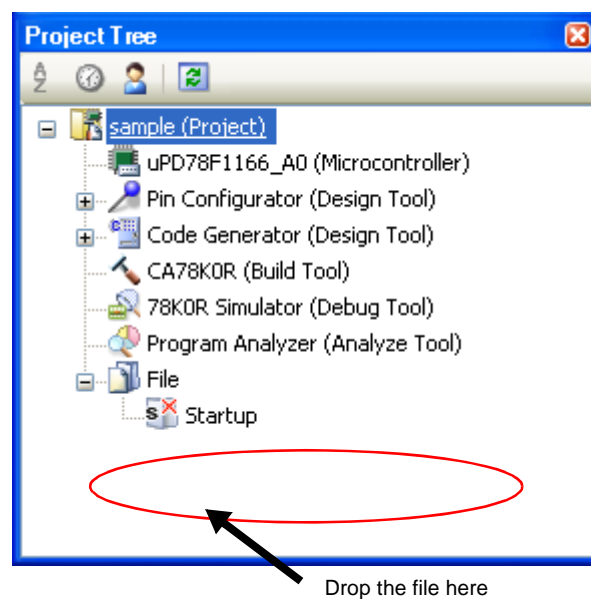 Project Tree
sample (Project)
uPD78F1166_A0 (Microcontroller)
Pin Configurator (Design Tool)
Code Generator (Design Tool)
CA78K0R (Build Tool)
78K0R Simulator (Debug Tool)
Program Analyzer (Analyze Tool)
File
Startup
Drop the file here